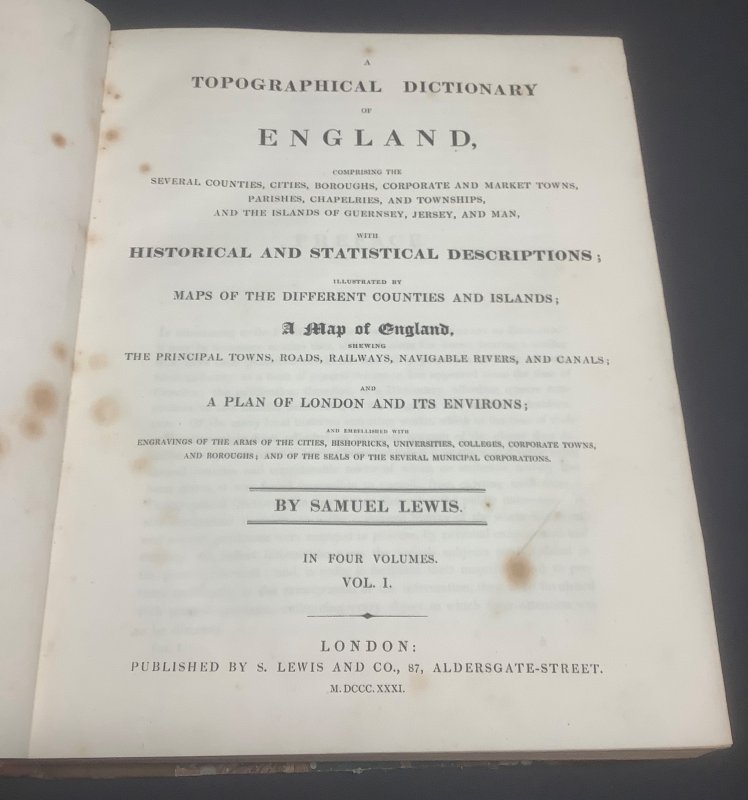 A
TOPOGRAPHICAL DICTIONARY
OF
ENGLAND,
COMPRISING THE
SEVERAL COUNTIES, CITIES, BOROUGHS, CORPORATE AND MARKET TOWNS,
PARISHES, CHAPELRIES, AND TOWNSHIPS,
AND THE ISLANDS OF GUERNSEY, JERSEY, AND MAN,
WITH
HISTORICAL AND STATISTICAL DESCRIPTIONS;
ILLUSTRATED BY
MAPS OF THE DIFFERENT COUNTIES AND ISLANDS;
A Map of England,
SHEWING
THE PRINCIPAL TOWNS, ROADS, RAILWAYS, NAVIGABLE RIVERS, AND CANALS;
AND
A PLAN OF LONDON AND ITS ENVIRONS;
AND EMBELLISHED WITH
ENGRAVINGS OF THE ARMS OF THE CITIES, BISHOPRICKS, UNIVERSITIES, COLLEGES, CORPORATE TOWNS,
AND BOROUGHS; AND OF THE SEALS OF THE SEVERAL MUNICIPAL CORPORATIONS.
BY SAMUEL LEWIS.
IN FOUR VOLUMES.
VOL. I.
LONDON:
PUBLISHED BY S. LEWIS AND CO., 87, ALDERSGATE-STREET.
M.DCCC.XXXI.